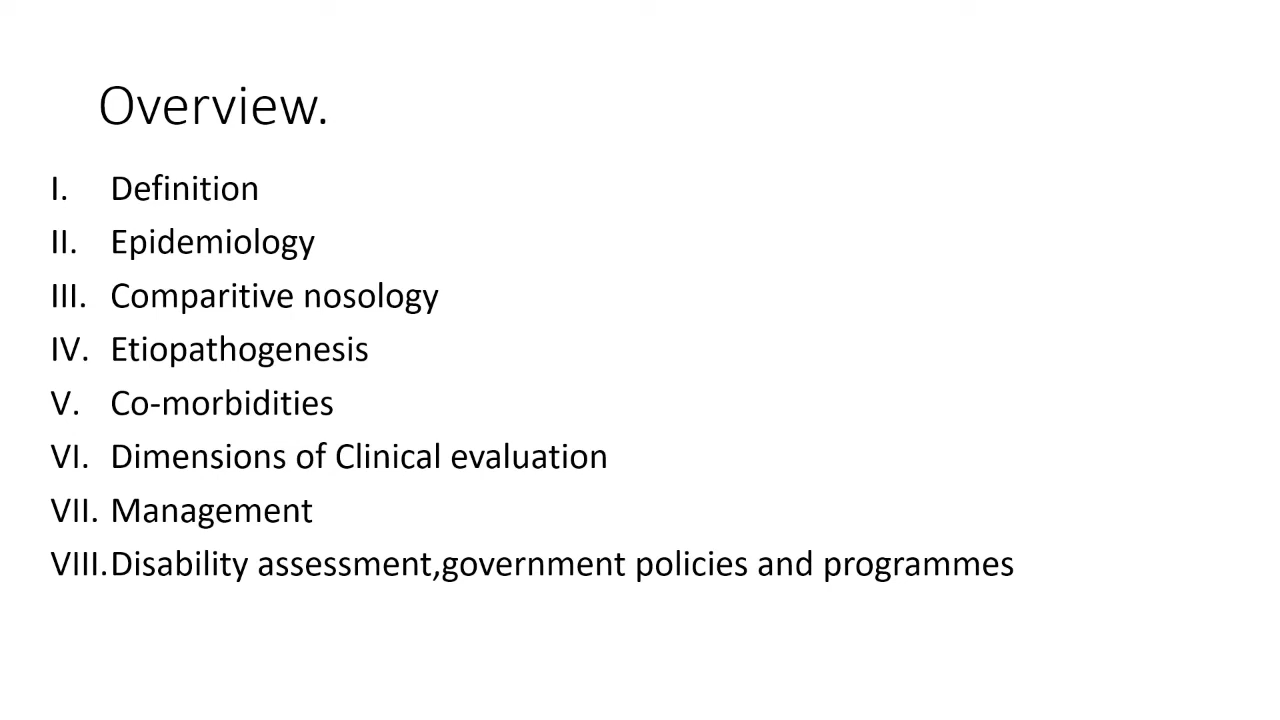 Overview.
I. Definition
II. Epidemiology
III. Comparitive nosology
IV. Etiopathogenesis
V. Co-morbidities
VI. Dimensions of Clinical evaluation
VII. Management
VIII. Disability assessment,government policies and programmes